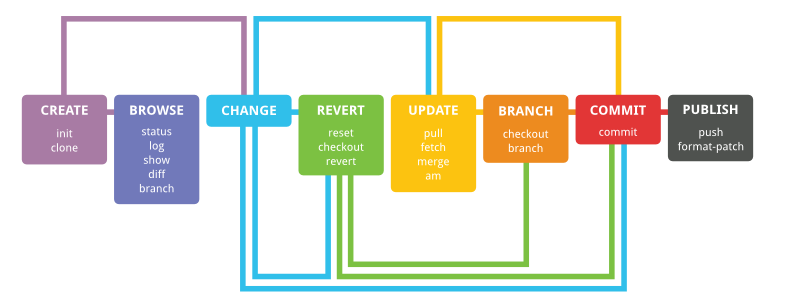 CREATE
init
clone
BROWSE
status
log
show
diff
branch
CHANGE
REVERT
reset
checkout
revert
UPDATE
pull
fetch
merge
am
BRANCH
checkout
branch
COMMIT
commit
PUBLISH
push
format-patch